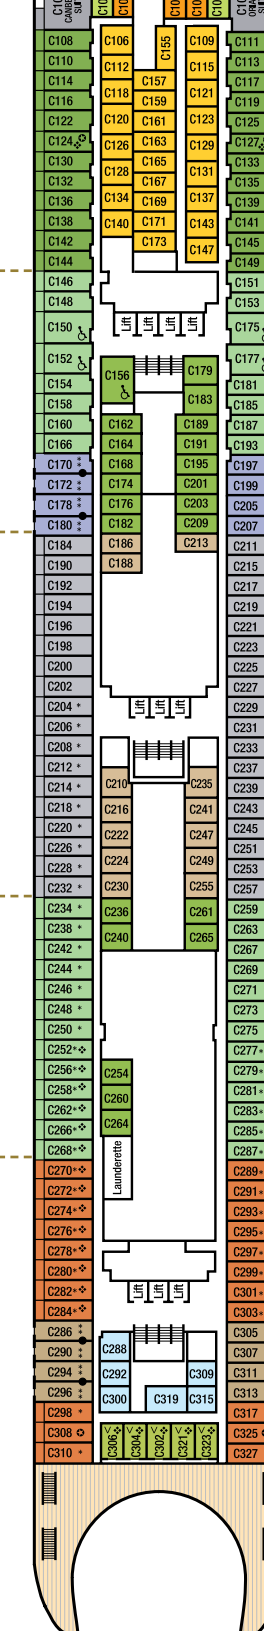 C108
C110
C114
C116
C122
C124
C130
C132
C136
C138
C142
C144
C146
C148
C150
C152
C154
C158
C160
C166
C170 *
C172 *
C178 *
C180 *
C184
C190
C192
C194
C196
C198
C200
C202
C204 *
C206 *
C208 *
C212 *
C214 *
C218 *
C220 *
C226 *
C228 *
C232 *
C234 *
C238 *
C242 *
C244 *
C246 *
C248 *
C250 *
C252*
C256*
C258*
C262*
C266*
C268*
C270*
C272*
C274*
C276*
C278*
C280*
C282*
C284*
C286 *
C290 *
C294 *
C296 *
C298 *
C308
C310 *
C106
C112
C118
C120
C126
C128
C134
C140
C155
C157
C159
C161
C163
C165
C167
C169
C171
C173
C109
C115
C121
C123
C129
C131
C137
C143
C147
Lift
Lift
Lift
Lift
C156
C162
C164
C168
C174
C176
C182
C186
C188
C179
C183
C189
C191
C195
C201
C203
C209
C213
Lift
Lift
Lift
C210
C216
C222
C224
C230
C236
C240
C235
C241
C247
C249
C255
C261
C265
C254
C260
C264
Launderette
Lift
Lift
Lift
C288
C292
C300
C319
C309
C315
C306
C304
C302
C321
C323
C111
C113
C117
C119
C125
C127
C133
C135
C139
C141
C145
C149
C151
C153
C175
C177
C181
C185
C187
C193
C197
C199
C205
C207
C211
C215
C217
C219
C221
C223
C225
C227
C229
C231
C233
C237
C239
C243
C245
C251
C253
C257
C259
C263
C267
C269
C271
C273
C275
C277*
C279*
C281*
C283*
C285*
C287*
C289*
C291*
C293*
C295*
C297*
C299*
C301*
C303*
C305
C307
C311
C313
C317
C325
C327